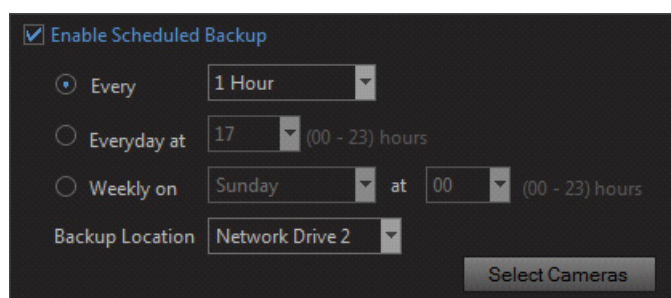 Enable Scheduled Backup
Every 1 Hour
Everyday at 17 (00 - 23) hours
Weekly on Sunday at 00 (00 - 23) hours
Backup Location Network Drive 2
Select Cameras